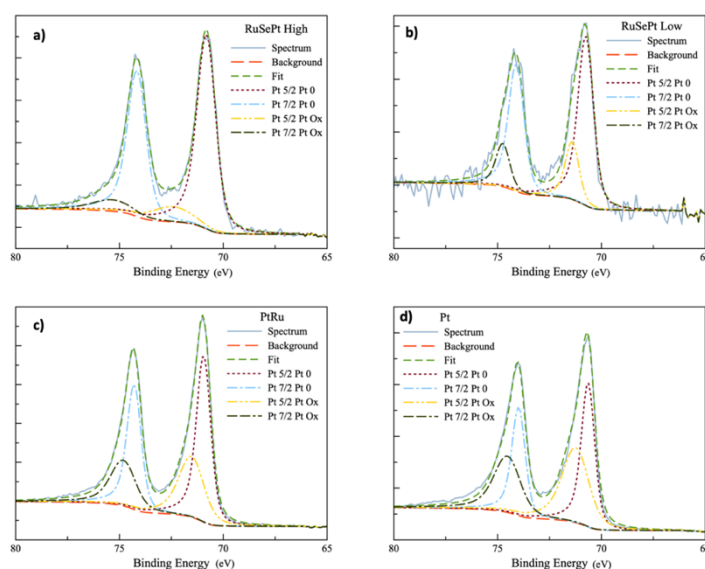 a)
RuSePt High
Spectrum
Background
Fit
Pt 5/2 Pt 0
Pt 7/2 Pt 0
Pt 5/2 Pt Ox
Pt 7/2 Pt Ox
80 75 70 65
Binding Energy (eV)
b)
RuSePt Low
Spectrum
Background
Fit
Pt 5/2 Pt 0
Pt 7/2 Pt 0
Pt 5/2 Pt Ox
Pt 7/2 Pt Ox
80 75 70 65
Binding Energy (eV)
c)
PtRu
Spectrum
Background
Fit
Pt 5/2 Pt 0
Pt 7/2 Pt 0
Pt 5/2 Pt Ox
Pt 7/2 Pt Ox
80 75 70 65
Binding Energy (eV)
d)
Pt
Spectrum
Background
Fit
Pt 5/2 Pt 0
Pt 7/2 Pt 0
Pt 5/2 Pt Ox
Pt 7/2 Pt Ox
80 75 70 65
Binding Energy (eV)